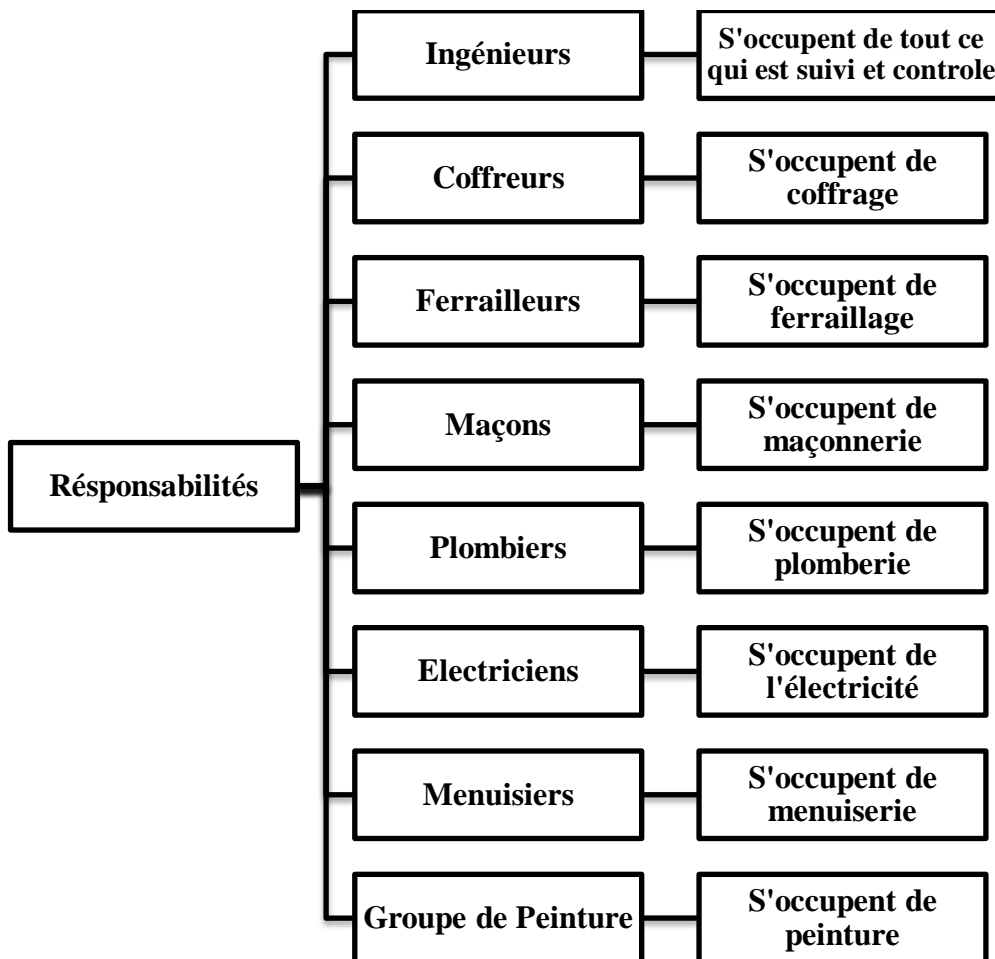 Ingénieurs
S'occupent de tout ce
qui est suivi et controle
Coffreurs
S'occupent de
coffrage
Ferrailleurs
S'occupent de
ferraillage
Maçons
S'occupent de
maçonnerie
Résponsabilités
Plombiers
S'occupent de
plomberie
Electriciens
S'occupent de
l'électricité
Menuisiers
S'occupent de
menuiserie
Groupe de Peinture
S'occupent de
peinture